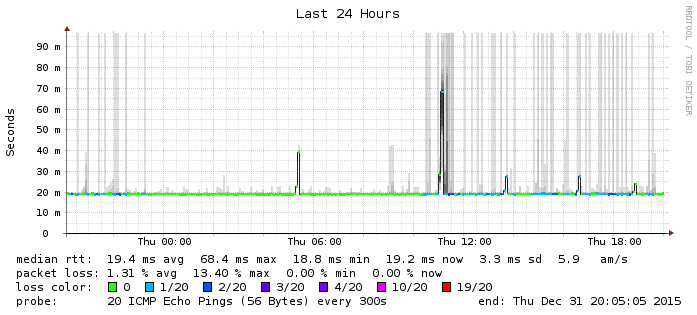 Last 24 Hours
RRDTOOL / TOBI OETIKER
Seconds
90 m
80 m
70 m
60 m
50 m
40 m
30 m
20 m
10 m
0
Thu 00:00 Thu 06:00 Thu 12:00 Thu 18:00
median rtt: 19.4 ms avg 68.4 ms max 18.8 ms min 19.2 ms now 3.3 ms sd 5.9 am/s
packet loss: 1.31 % avg 13.40 % max 0.00 % min 0.00 % now
loss color: 0 1/20 2/20 3/20 4/20 10/20 19/20
probe: 20 ICMP Echo Pings (56 Bytes) every 300s end: Thu Dec 31 20:05:05 2015